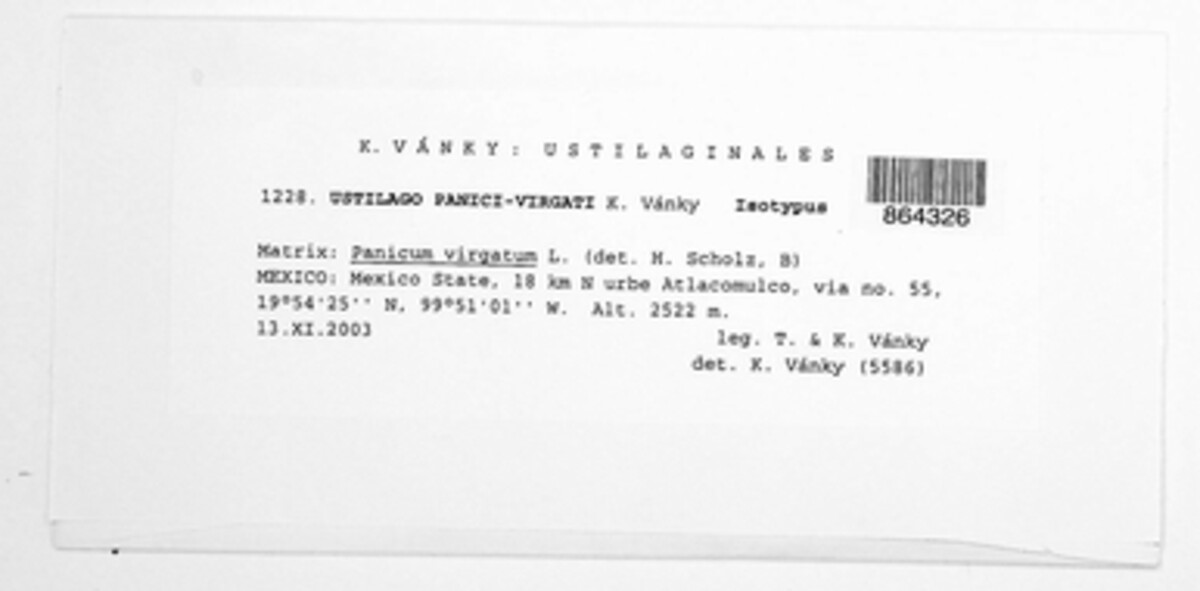 K. VÁNKY: USTILAGINALES
864326
1228. USTILAGO PANICI-VIRGATI K. Vánky Isotypus
Matrix: Panicum virgatum L. (det. H. Scholz, B)
MEXICO: Mexico State, 18 km N urbe Atlacomulco, via no. 55,
19°54'25'' N, 99°51'01'' W. Alt. 2522 m.
13.XI.2003
leg. T. & K. Vánky
det. K. Vánky (5586)